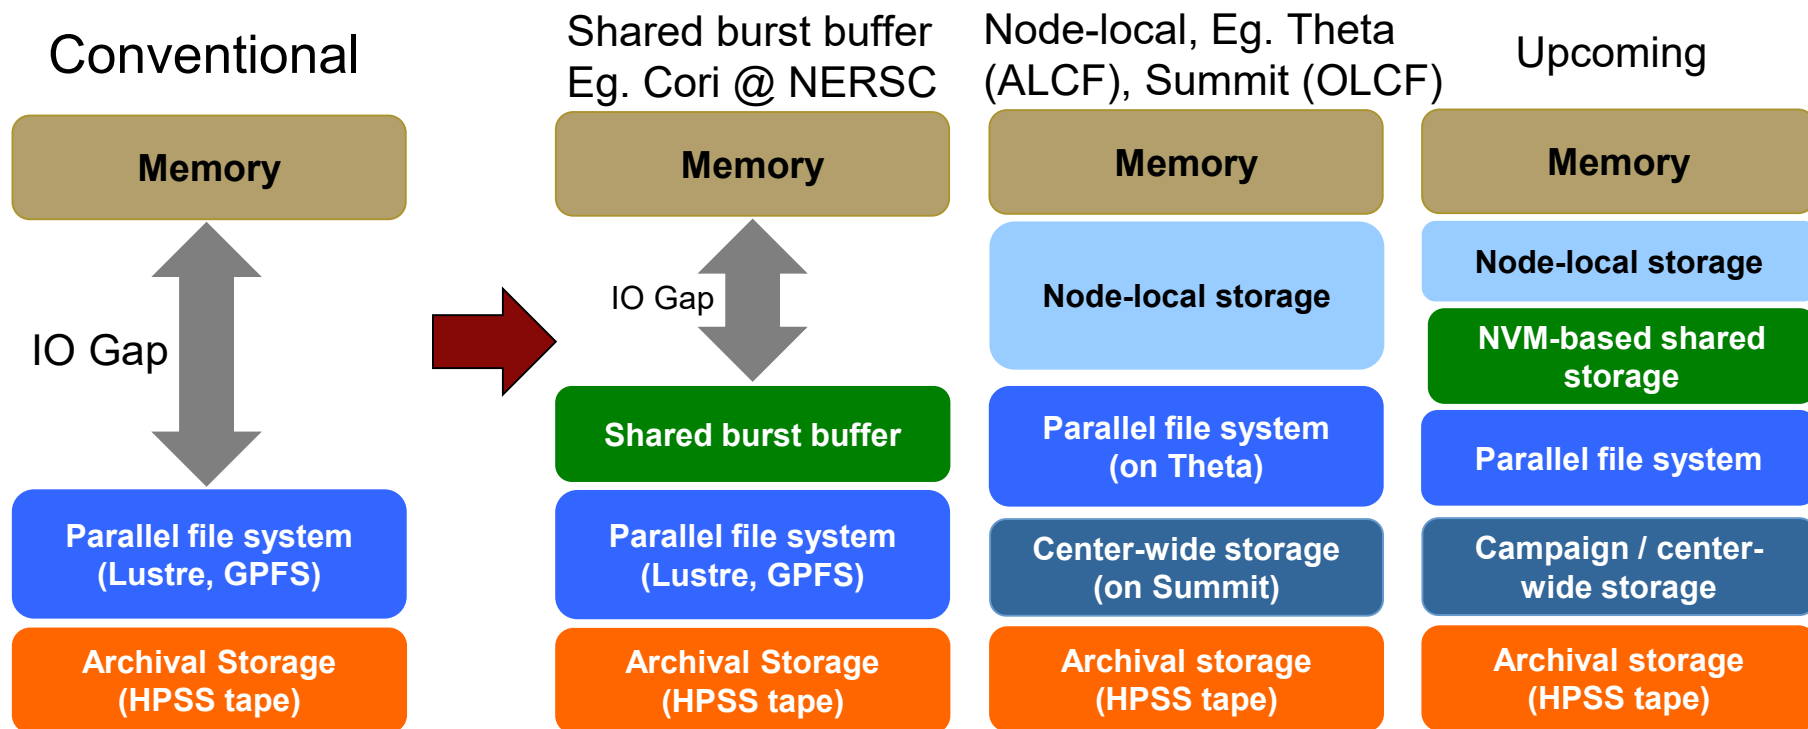 Conventional
Memory
IO Gap
Parallel file system
(Lustre, GPFS)
Archival Storage
(HPSS tape)
Shared burst buffer
Eg. Cori @ NERSC
Memory
IO Gap
Shared burst buffer
Parallel file system
(Lustre, GPFS)
Archival Storage
(HPSS tape)
Node-local, Eg. Theta
(ALCF), Summit (OLCF)
Memory
Node-local storage
Parallel file system
(on Theta)
Center-wide storage
(on Summit)
Archival storage
(HPSS tape)
Upcoming
Memory
Node-local storage
NVM-based shared
storage
Parallel file system
Campaign / center-
wide storage
Archival storage
(HPSS tape)